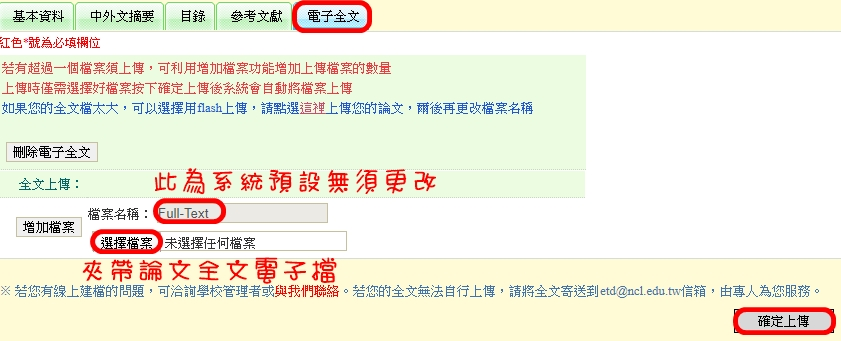 基本資料 中外文摘要 目錄 參考文獻 電子全文
紅色*號為必填欄位
若有超過一個檔案須上傳，可利用增加檔案功能增加上傳檔案的數量
上傳時僅需選擇好檔案按下確定上傳後系統會自動將檔案上傳
如果您的全文檔太大，可以選擇用flash上傳，請點選這裡上傳您的論文，爾後再更改檔案名稱
刪除電子全文
全文上傳： 此為系統預設無須更改
檔案名稱： Full-Text
增加檔案
選擇檔案 未選擇任何檔案
夾帶論文全文電子檔
※ 若您有線上建檔的問題，可洽詢學校管理者或與我們聯絡。若您的全文無法自行上傳，請將全文寄送到etd@ncl.edu.tw信箱，由專人為您服務。
確定上傳